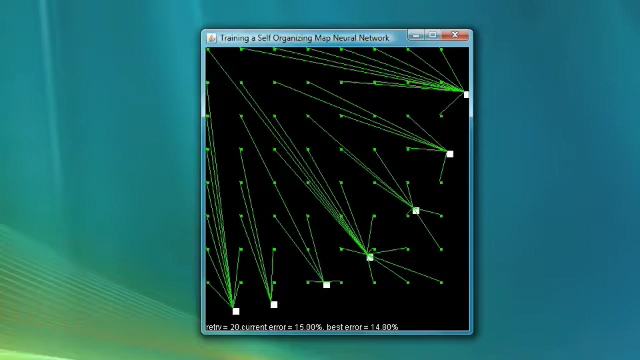 Training a Self Organizing Map Neural Network
retry = 20,current error = 15.00%, best error = 14.80%